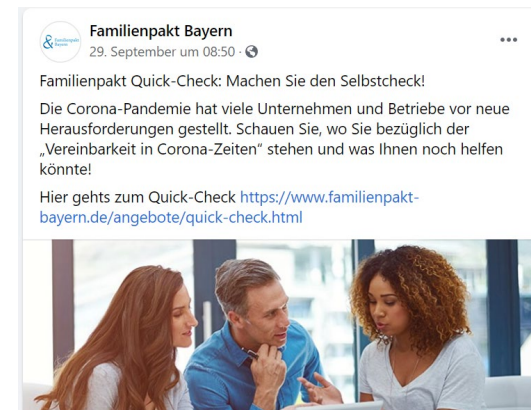 Familienpakt Bayern
29. September um 08:50 ·
Familienpakt Quick-Check: Machen Sie den Selbstcheck!
Die Corona-Pandemie hat viele Unternehmen und Betriebe vor neue
Herausforderungen gestellt. Schauen Sie, wo Sie bezüglich der
„Vereinbarkeit in Corona-Zeiten“ stehen und was Ihnen noch helfen
könnte!
Hier gehts zum Quick-Check https://www.familienpakt-
bayern.de/angebote/quick-check.html
& Familienpakt
Bayern